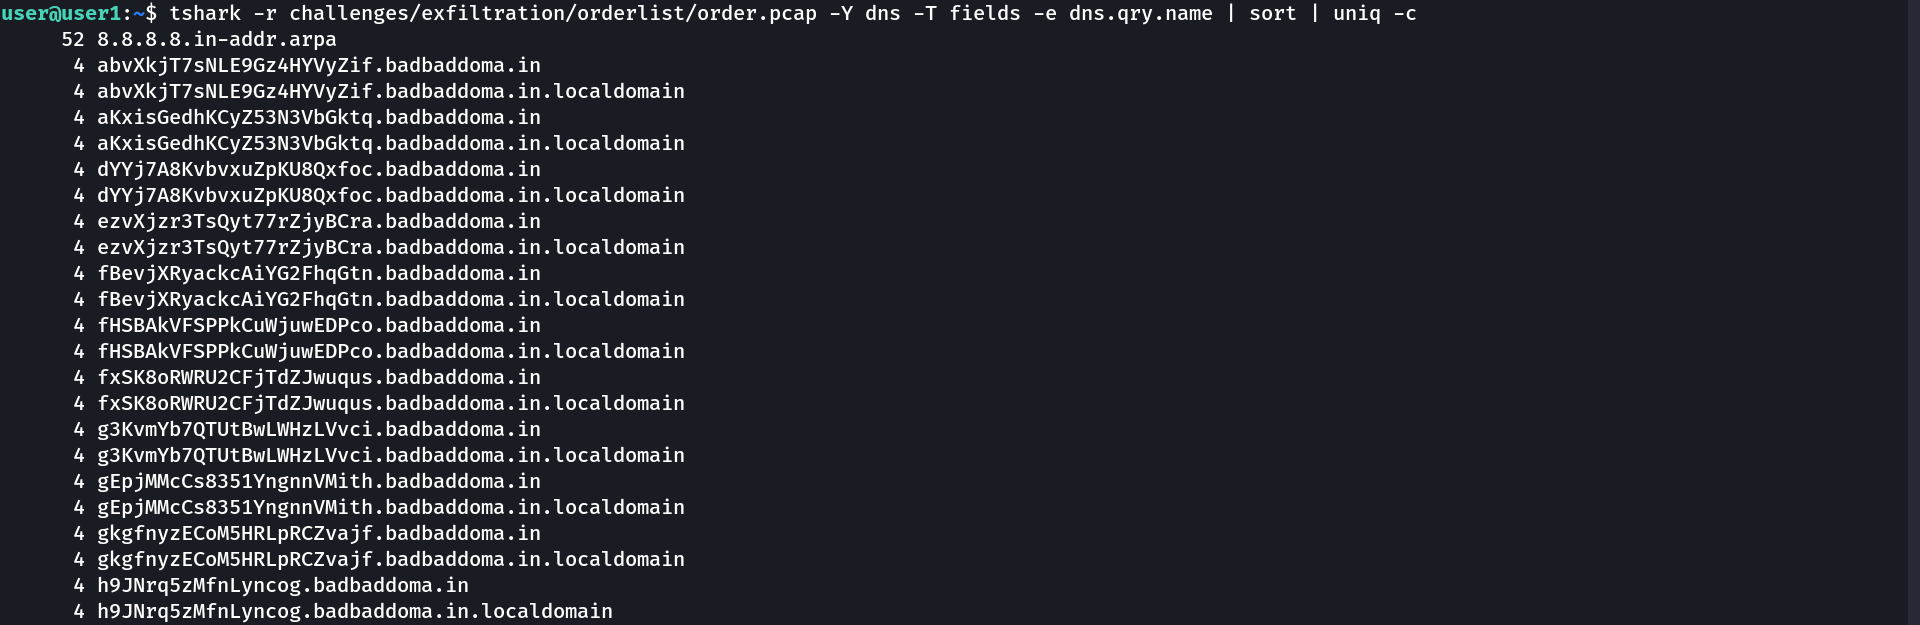 user@user1:~$ tshark -r challenges/exfiltration/orderlist/order.pcap -Y dns -T fields -e dns.qry.name | sort | uniq -c
52 8.8.8.8.in-addr.arpa
4 abvXkjT7sNLE9Gz4HYVyZif.badbaddoma.in
4 abvXkjT7sNLE9Gz4HYVyZif.badbaddoma.in.localdomain
4 aKxisGedhKCyZ53N3VbGktq.badbaddoma.in
4 aKxisGedhKCyZ53N3VbGktq.badbaddoma.in.localdomain
4 dYYj7A8KvbvxuZpKU8Qxfoc.badbaddoma.in
4 dYYj7A8KvbvxuZpKU8Qxfoc.badbaddoma.in.localdomain
4 ezvXjzr3TsQyt77rZjyBCra.badbaddoma.in
4 ezvXjzr3TsQyt77rZjyBCra.badbaddoma.in.localdomain
4 fBevjXRyackcAiYG2FhqGtn.badbaddoma.in
4 fBevjXRyackcAiYG2FhqGtn.badbaddoma.in.localdomain
4 fHSBAkVFSPPkCuWjuwEDPco.badbaddoma.in
4 fHSBAkVFSPPkCuWjuwEDPco.badbaddoma.in.localdomain
4 fxSK8oRWRU2CFjTdZJwuqus.badbaddoma.in
4 fxSK8oRWRU2CFjTdZJwuqus.badbaddoma.in.localdomain
4 g3KvmYb7QTUtBwLWHzLVvci.badbaddoma.in
4 g3KvmYb7QTUtBwLWHzLVvci.badbaddoma.in.localdomain
4 gEpjMMcCs8351YngnnVMith.badbaddoma.in
4 gEpjMMcCs8351YngnnVMith.badbaddoma.in.localdomain
4 gkgfnyzECoM5HRLpRCZvajf.badbaddoma.in
4 gkgfnyzECoM5HRLpRCZvajf.badbaddoma.in.localdomain
4 h9JNrq5zMfnLyncog.badbaddoma.in
4 h9JNrq5zMfnLyncog.badbaddoma.in.localdomain